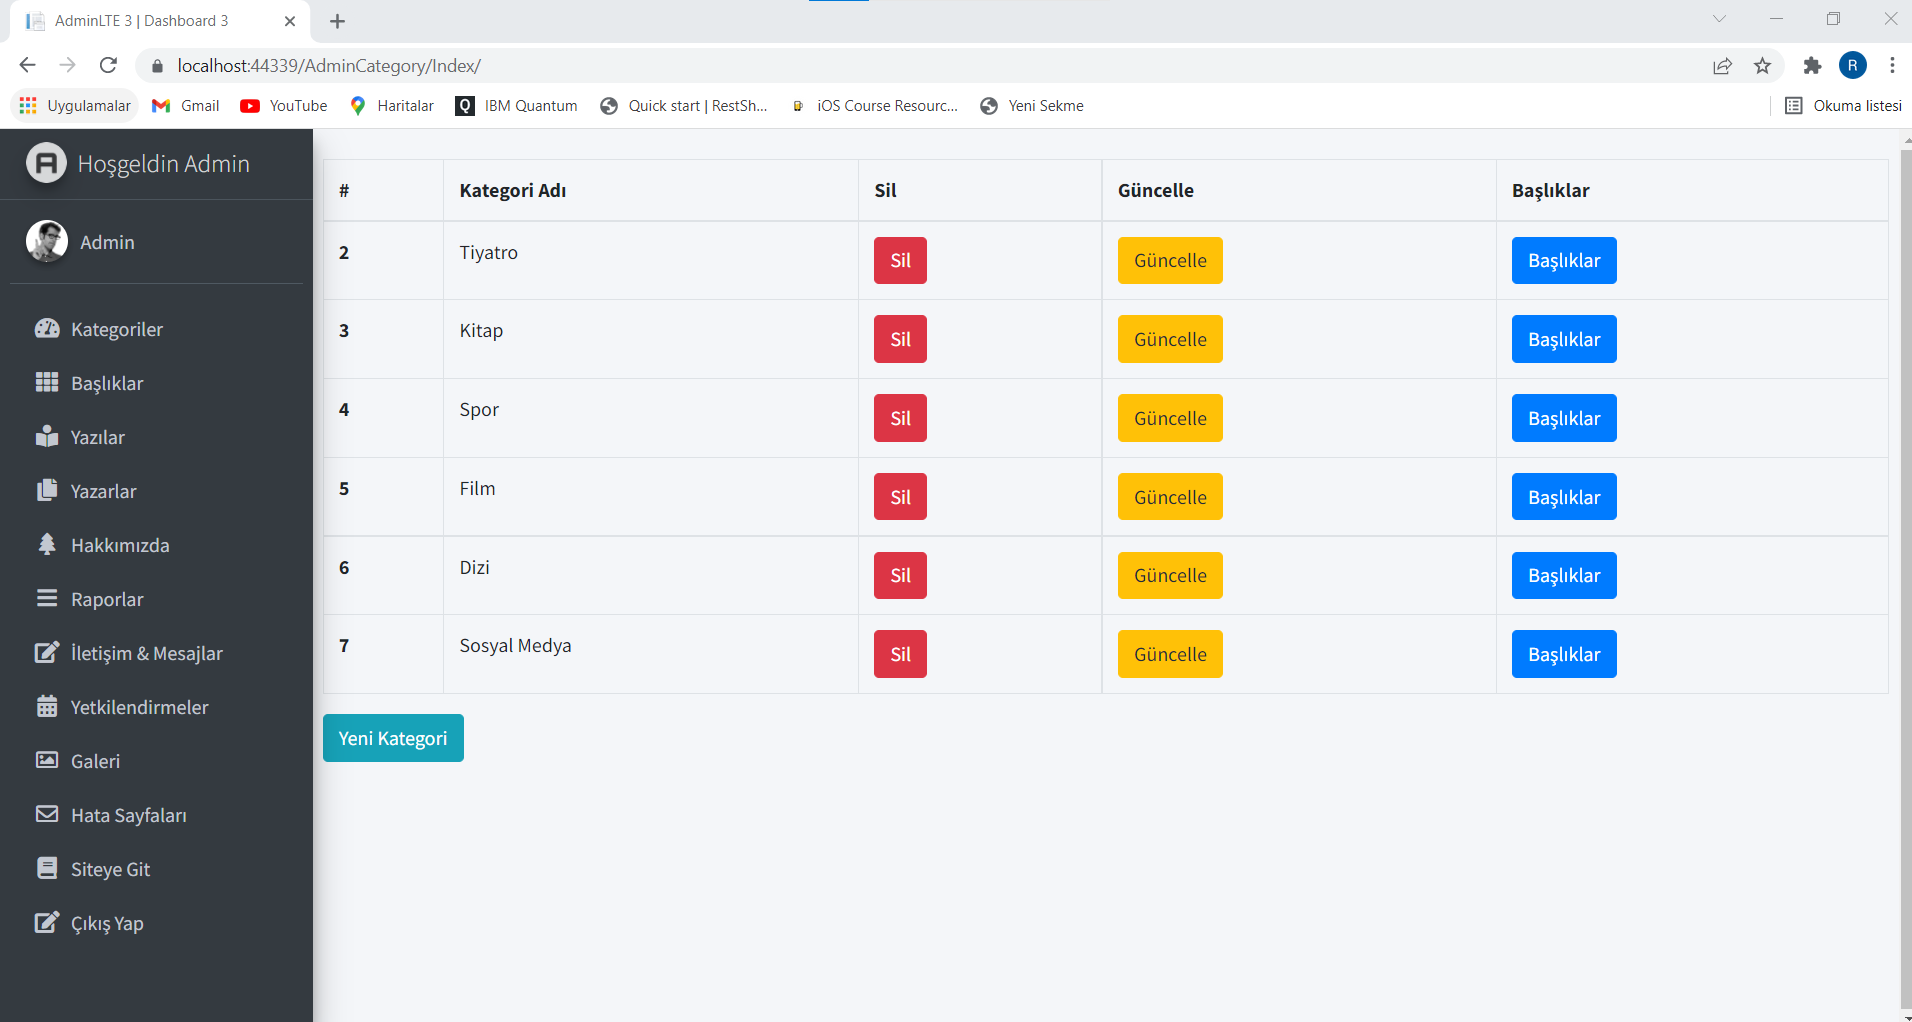 AdminLTE 3 | Dashboard 3
localhost:44339/AdminCategory/Index/
R
Uygulamalar
Gmail
YouTube
Haritalar
Q IBM Quantum
Quick start | RestSh...
iOS Course Resourc...
Yeni Sekme
Okuma listesi
A Hoşgeldin Admin
Admin
Kategoriler
Başlıklar
Yazılar
Yazarlar
Hakkımızda
Raporlar
İletişim & Mesajlar
Yetkilendirmeler
Galeri
Hata Sayfaları
Siteye Git
Çıkış Yap
# Kategori Adı Sil Güncelle Başlıklar
2 Tiyatro Sil Güncelle Başlıklar
3 Kitap Sil Güncelle Başlıklar
4 Spor Sil Güncelle Başlıklar
5 Film Sil Güncelle Başlıklar
6 Dizi Sil Güncelle Başlıklar
7 Sosyal Medya Sil Güncelle Başlıklar
Yeni Kategori